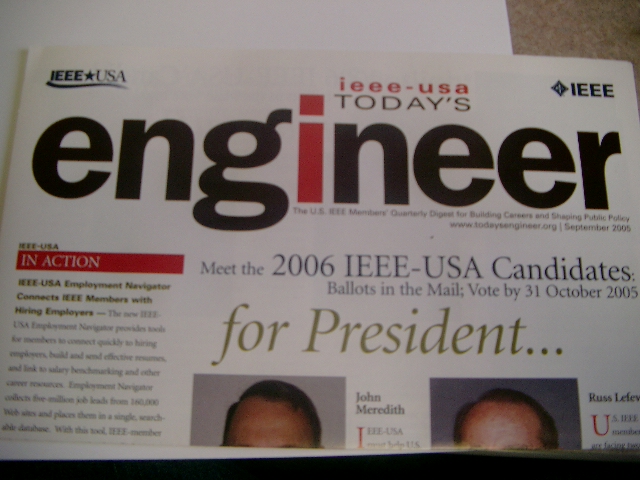 IEEE★USA
ieee-usa
TODAY'S
IEEE
engineer
The U.S. IEEE Members' Quarterly Digest for Building Careers and Shaping Public Policy
www.todaysengineer.org | September 2005
IEEE-USA
IN ACTION
IEEE-USA Employment Navigator
Connects IEEE Members with
Hiring Employers — The new IEEE-
USA Employment Navigator provides tools
for members to connect quickly to hiring
employers, build and send effective resumes,
and link to salary benchmarking and other
career resources. Employment Navigator
collects five-million job leads from 160,000
Web sites and places them in a single, search-
able database. With this tool, IEEE-member
Meet the 2006 IEEE-USA Candidates:
Ballots in the Mail; Vote by 31 October 2005
for President...
John
Meredith
IEEE-USA
must help U.S.
Russ Lefev
U.S. IEEE
member
are facing